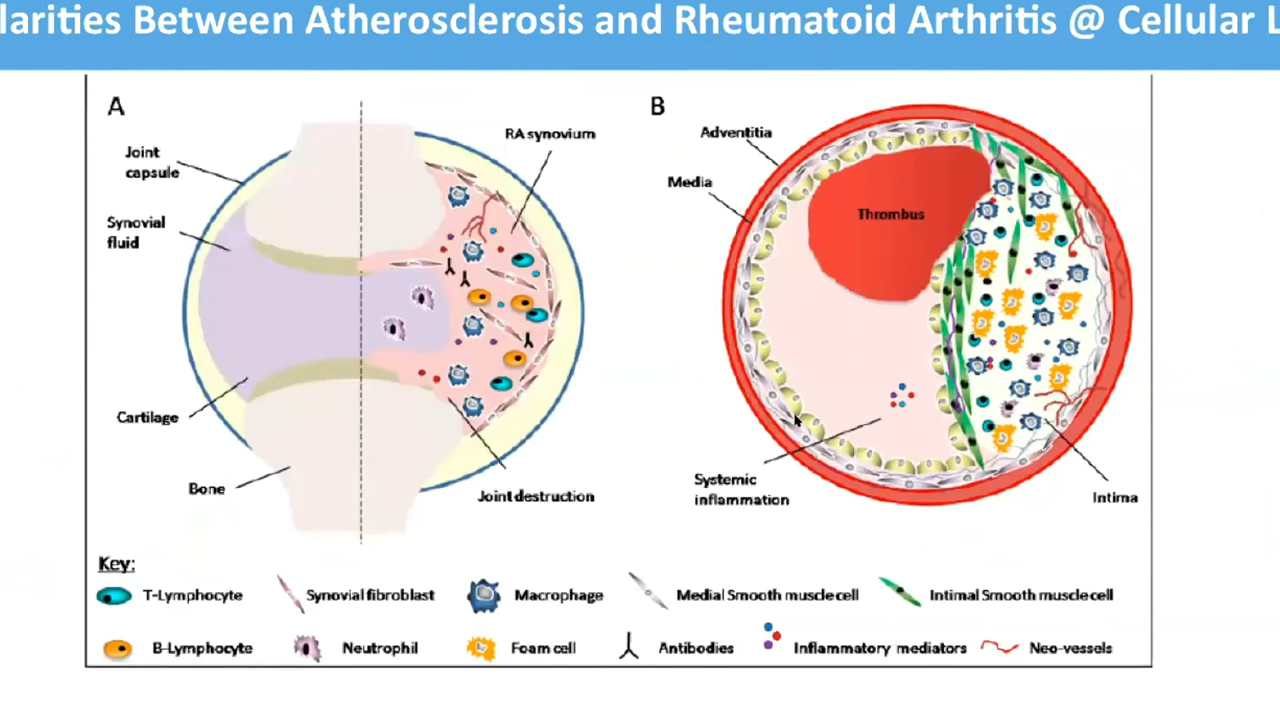 Between Atherosclerosis and Rheumatoid Arthritis @ Cellular
A
B
Joint
capsule
RA synovium
Adventitia
Media
Synovial
fluid
Thrombus
Cartilage
Bone
Joint destruction
Systemic
inflammation
Intima
Key:
T-Lymphocyte Synovial fibroblast Macrophage Medial Smooth muscle cell Intimal Smooth muscle cell
B-Lymphocyte Neutrophil Foam cell Antibodies Inflammatory mediators Neo-vessels